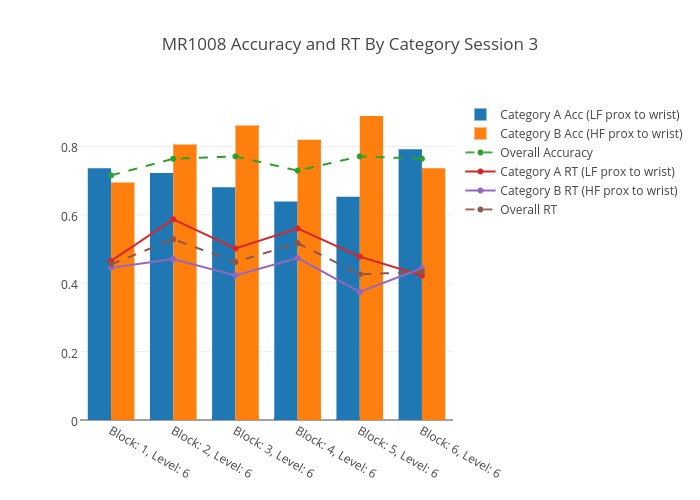 MR1008 Accuracy and RT By Category Session 3
Category A Acc (LF prox to wrist)
Category B Acc (HF prox to wrist)
Overall Accuracy
Category A RT (LF prox to wrist)
Category B RT (HF prox to wrist)
Overall RT
0.8
0.6
0.4
0.2
0
Block: 1, Level: 6
Block: 2, Level: 6
Block: 3, Level: 6
Block: 4, Level: 6
Block: 5, Level: 6
Block: 6, Level: 6